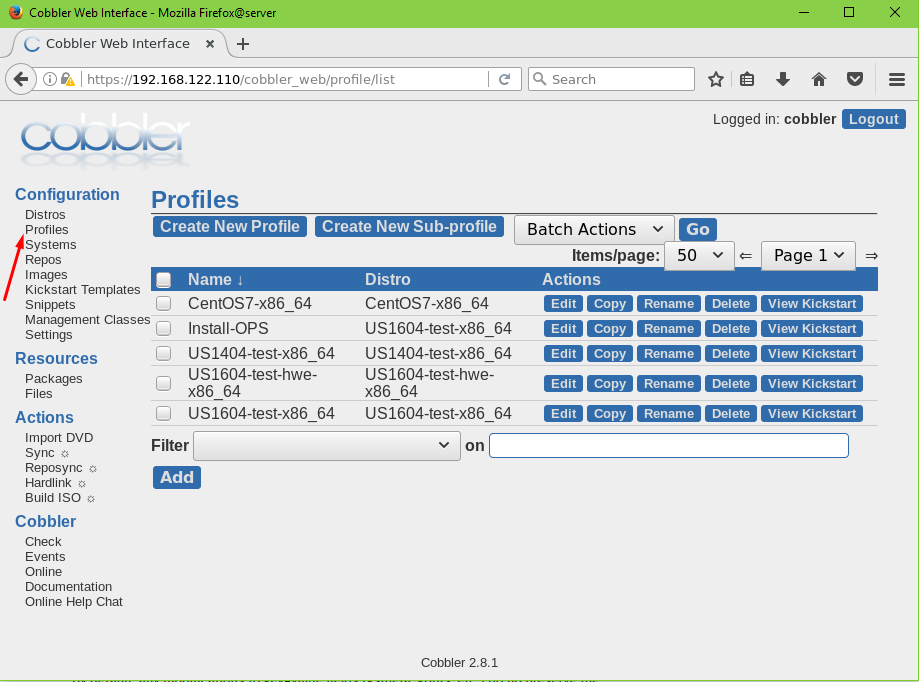 Cobbler Web Interface - Mozilla Firefox@server
Cobbler Web Interface
https://192.168.122.110/cobbler_web/profile/list
Search
cobbler
Logged in: cobbler Logout
Configuration
Distros
Profiles
Systems
Repos
Images
Kickstart Templates
Snippets
Management Classes
Settings
Resources
Packages
Files
Actions
Import DVD
Sync ☼
Reposync ☼
Hardlink ☼
Build ISO ☼
Cobbler
Check
Events
Online
Documentation
Online Help Chat
Profiles
Create New Profile Create New Sub-profile Batch Actions Go
Items/page: 50 ⇐ Page 1 ⇒
Name ↓ Distro Actions
CentOS7-x86_64 CentOS7-x86_64 Edit Copy Rename Delete View Kickstart
Install-OPS US1604-test-x86_64 Edit Copy Rename Delete View Kickstart
US1404-test-x86_64 US1404-test-x86_64 Edit Copy Rename Delete View Kickstart
US1604-test-hwe- US1604-test-hwe-
x86_64 x86_64 Edit Copy Rename Delete View Kickstart
US1604-test-x86_64 US1604-test-x86_64 Edit Copy Rename Delete View Kickstart
Filter on
Add
Cobbler 2.8.1